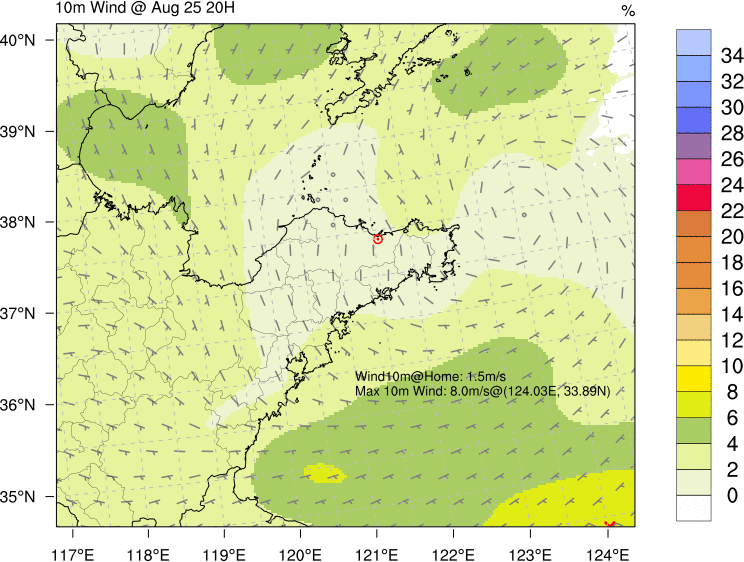 10m Wind @ Aug 25 20H
%
40°N
39°N
38°N
37°N
36°N
35°N
Wind10m@Home: 1.5m/s
Max 10m Wind: 8.0m/s@(124.03E, 33.89N)
117°E 118°E 119°E 120°E 121°E 122°E 123°E 124°E
34
32
30
28
26
24
22
20
18
16
14
12
10
8
6
4
2
0